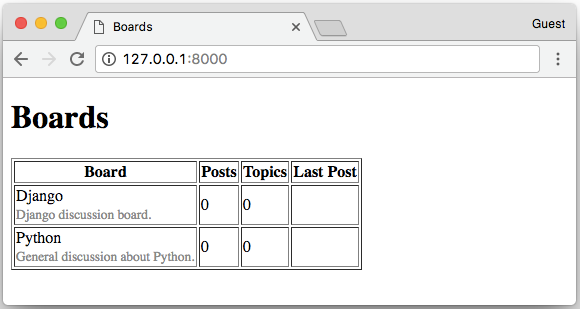 Boards
Guest
127.0.0.1:8000
Boards
Board Posts Topics Last Post
Django 0 0
Django discussion board.
Python 0 0
General discussion about Python.